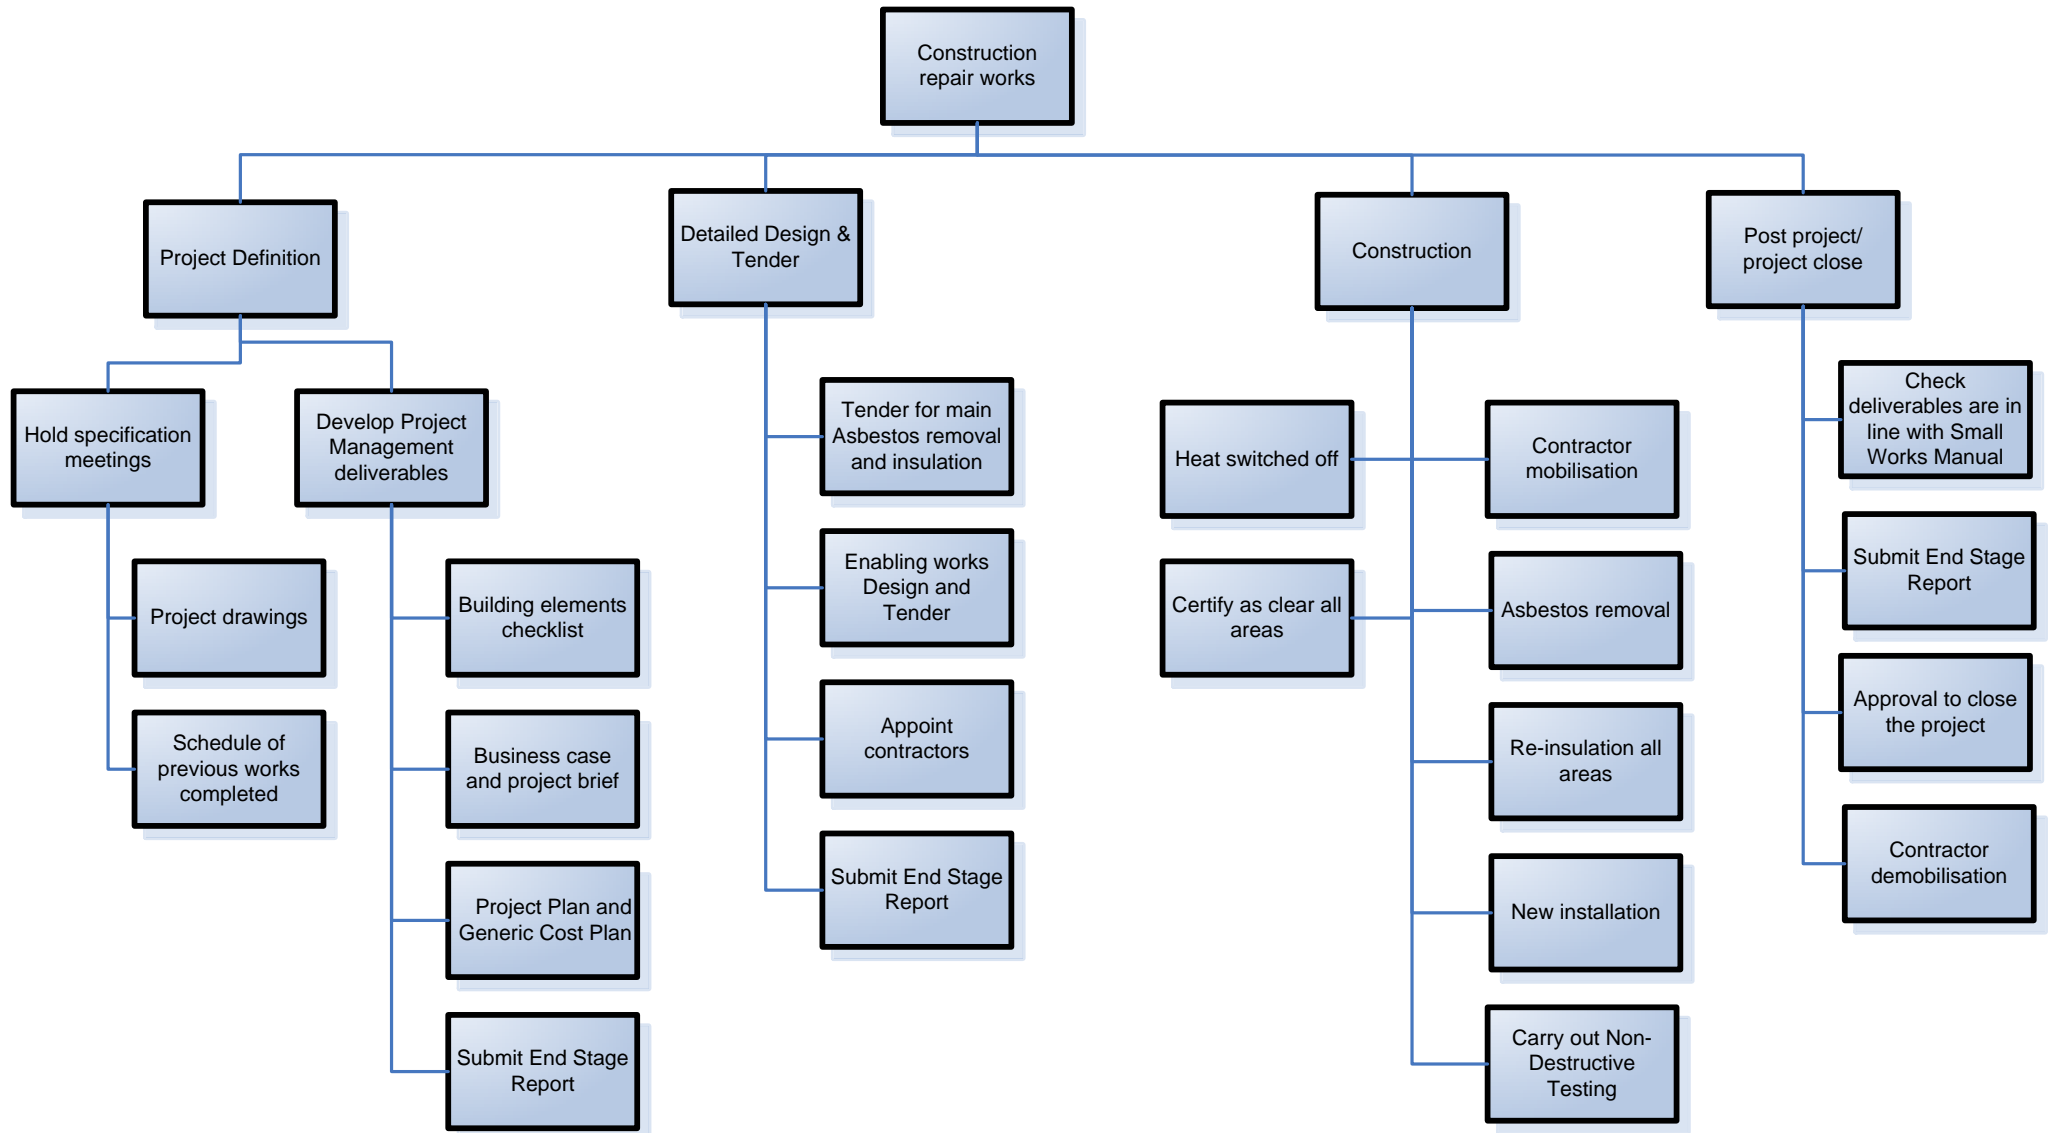 Construction
repair works
Project Definition
Detailed Design &
Tender
Construction
Post project/
project close
Hold specification
meetings
Develop Project
Management
deliverables
Project drawings
Schedule of
previous works
completed
Building elements
checklist
Business case
and project brief
Project Plan and
Generic Cost Plan
Submit End Stage
Report
Tender for main
Asbestos removal
and insulation
Enabling works
Design and
Tender
Appoint
contractors
Submit End Stage
Report
Heat switched off
Certify as clear all
areas
Contractor
mobilisation
Asbestos removal
Re-insulation all
areas
New installation
Carry out Non-
Destructive
Testing
Check
deliverables are in
line with Small
Works Manual
Submit End Stage
Report
Approval to close
the project
Contractor
demobilisation